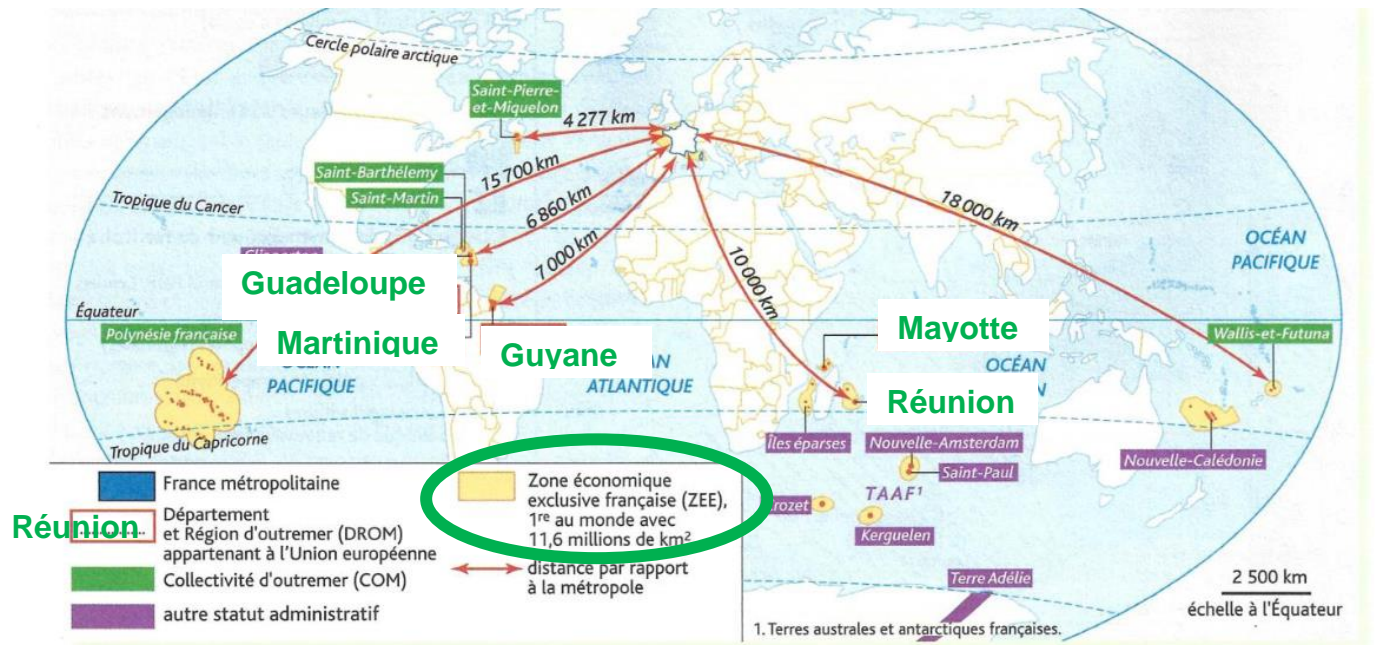 Cercle polaire arctique
Saint-Pierre-
et-Miquelon
4 277 km
15 700 km
Saint-Barthélemy
Saint-Martin
6 860 km
18 000 km
Tropique du Cancer
7 000 km
10 000 km
OCÉAN
PACIFIQUE
Guadeloupe
Équateur
Polynésie française
Martinique
Guyane
Mayotte
Wallis-et-Futuna
OCÉAN
PACIFIQUE
ATLANTIQUE
OCÉAN
Réunion
Tropique du Capricorne
Îles éparses
Nouvelle-Amsterdam
Saint-Paul
Nouvelle-Calédonie
TAAF¹
Kerguelen
Terre Adélie
France métropolitaine
Réunion
Département
et Région d'outremer (DROM)
appartenant à l'Union européenne
Collectivité d'outremer (COM)
autre statut administratif
Zone économique
exclusive française (ZEE),
1re au monde avec
11,6 millions de km²
distance par rapport
à la métropole
2 500 km
échelle à l'Équateur
1. Terres australes et antarctiques françaises.